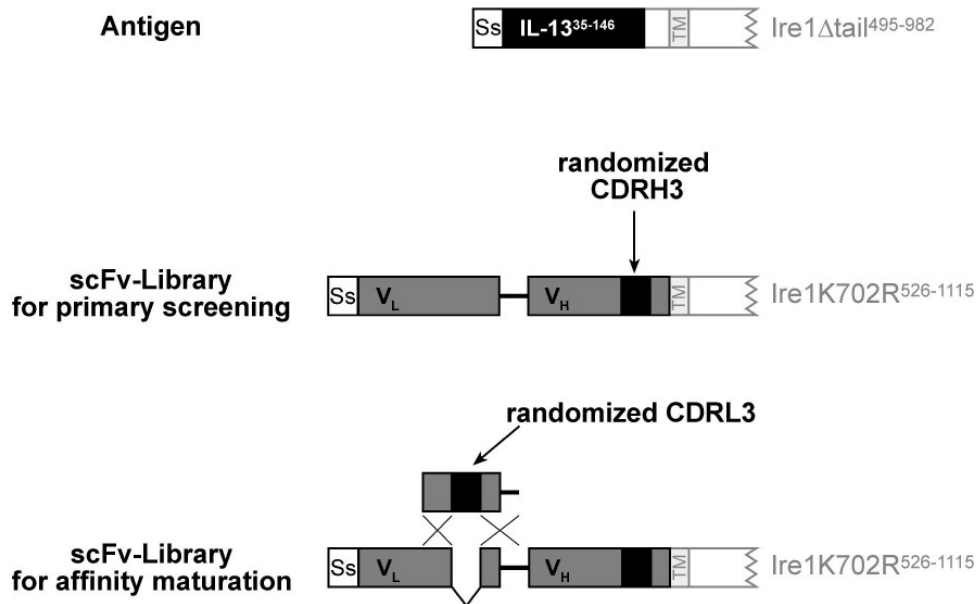 Antigen
Ss IL-13³⁵⁻¹⁴⁶ TM Ire1Δtail⁴⁹⁵⁻⁹⁸²
randomized
CDRH3
scFv-Library
for primary screening
Ss V_L V_H TM Ire1K702R⁵²⁶⁻¹¹¹⁵
randomized CDRL3
scFv-Library
for affinity maturation
Ss V_L V_H TM Ire1K702R⁵²⁶⁻¹¹¹⁵